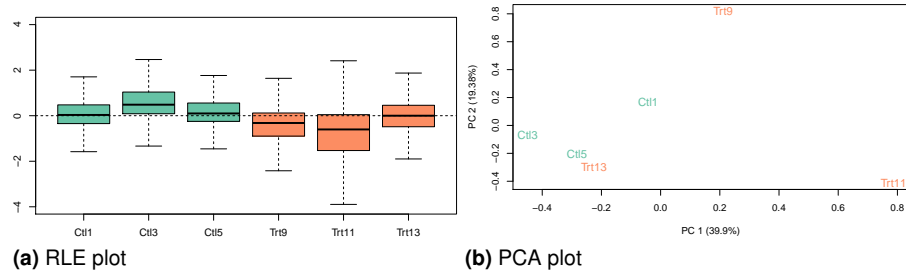 4
2
0
−2
−4
Ctl1 Ctl3 Ctl5 Trt9 Trt11 Trt13
(a) RLE plot
PC 2 (19.38%)
0.8
0.6
0.4
0.2
0.0
−0.2
−0.4
Trt9
Ctl1
Ctl3
Ctl5
Trt13
Trt11
−0.4 −0.2 0.0 0.2 0.4 0.6 0.8
PC 1 (39.9%)
(b) PCA plot